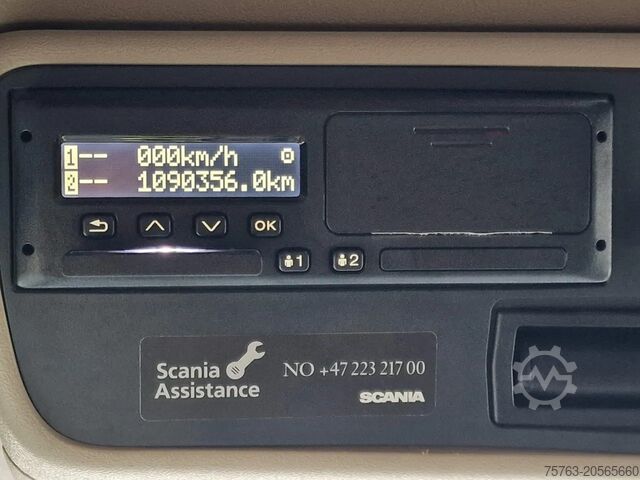 1-- 000km/h
2-- 1090356.0km
OK
1
2
Scania
Assistance
NO +47 223 217 00
SCANIA
75763-20565660